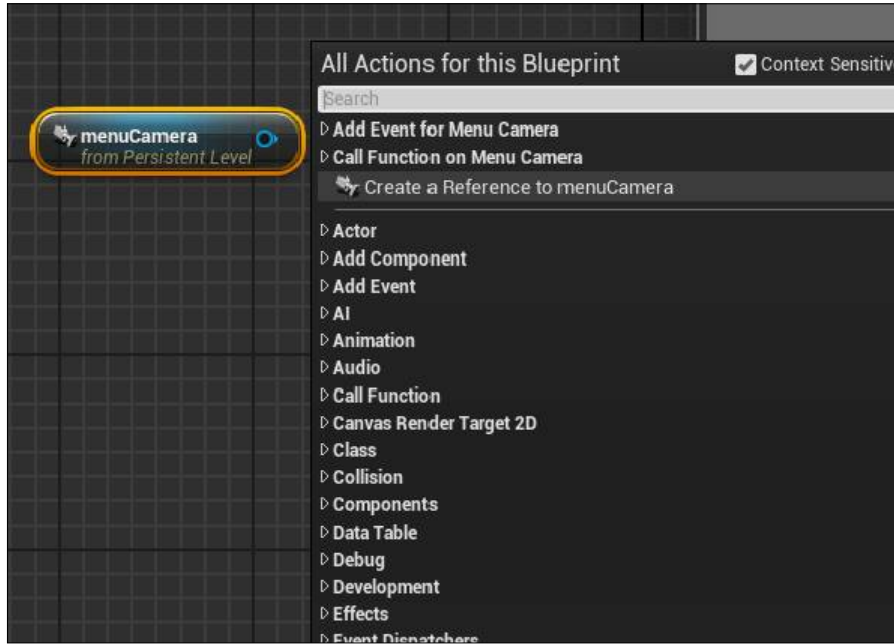 All Actions for this Blueprint
Context Sensitiv
Search
Add Event for Menu Camera
Call Function on Menu Camera
menuCamera
from Persistent Level
Create a Reference to menuCamera
Actor
Add Component
Add Event
AI
Animation
Audio
Call Function
Canvas Render Target 2D
Class
Collision
Components
Data Table
Debug
Development
Effects
Event Dispatchers